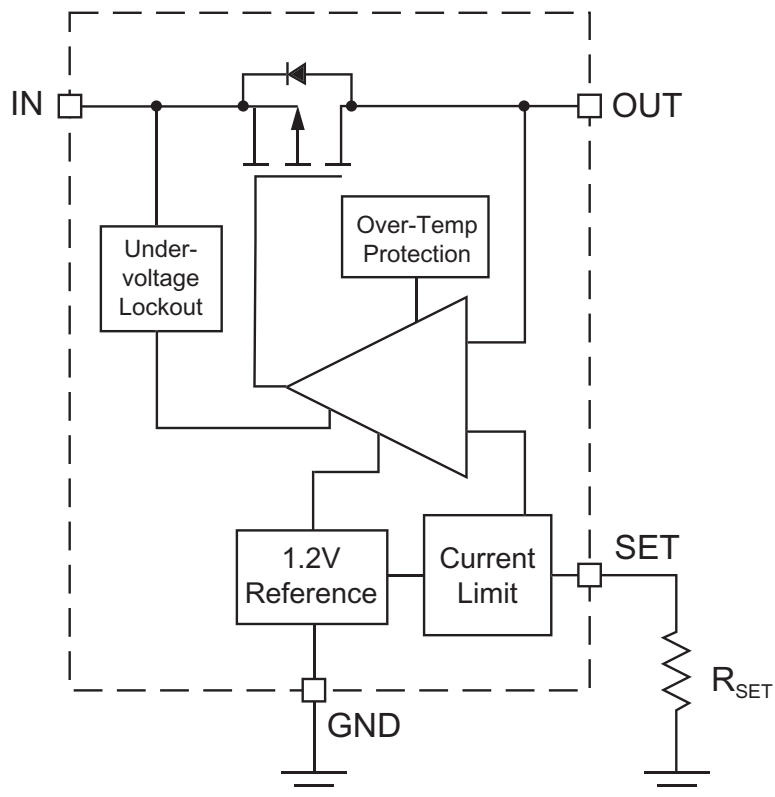 IN
OUT
Under-
voltage
Lockout
Over-Temp
Protection
1.2V
Reference
Current
Limit
SET
RSET
GND